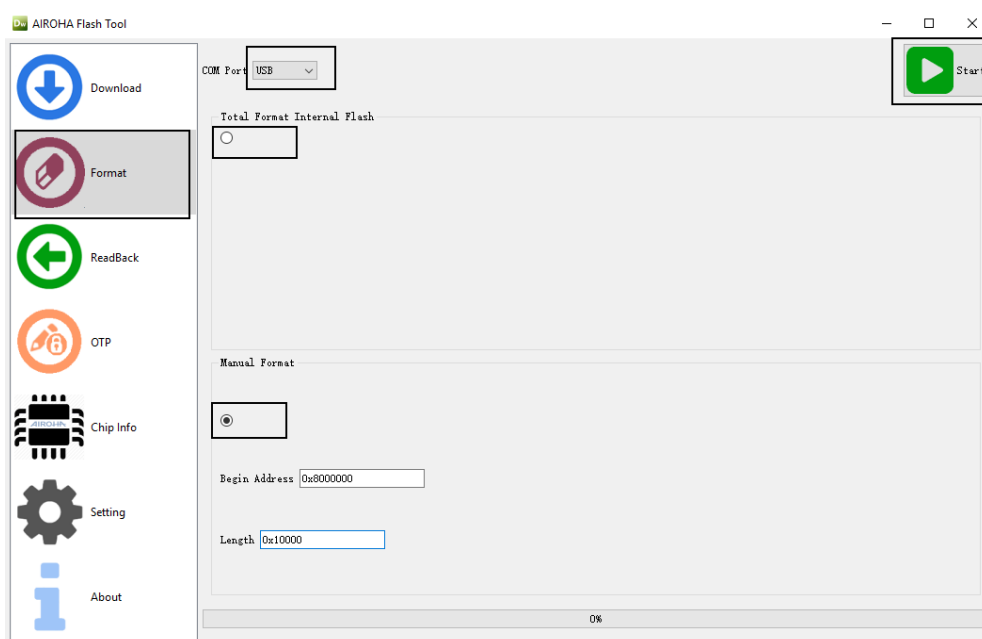 Dw AIROHA Flash Tool
COM Port USB
Start
Download
Total Format Internal Flash
Format
ReadBack
OTP
Manual Format
AIROHA
Chip Info
Begin Address 0x8000000
Setting
Length 0x10000
About
0%